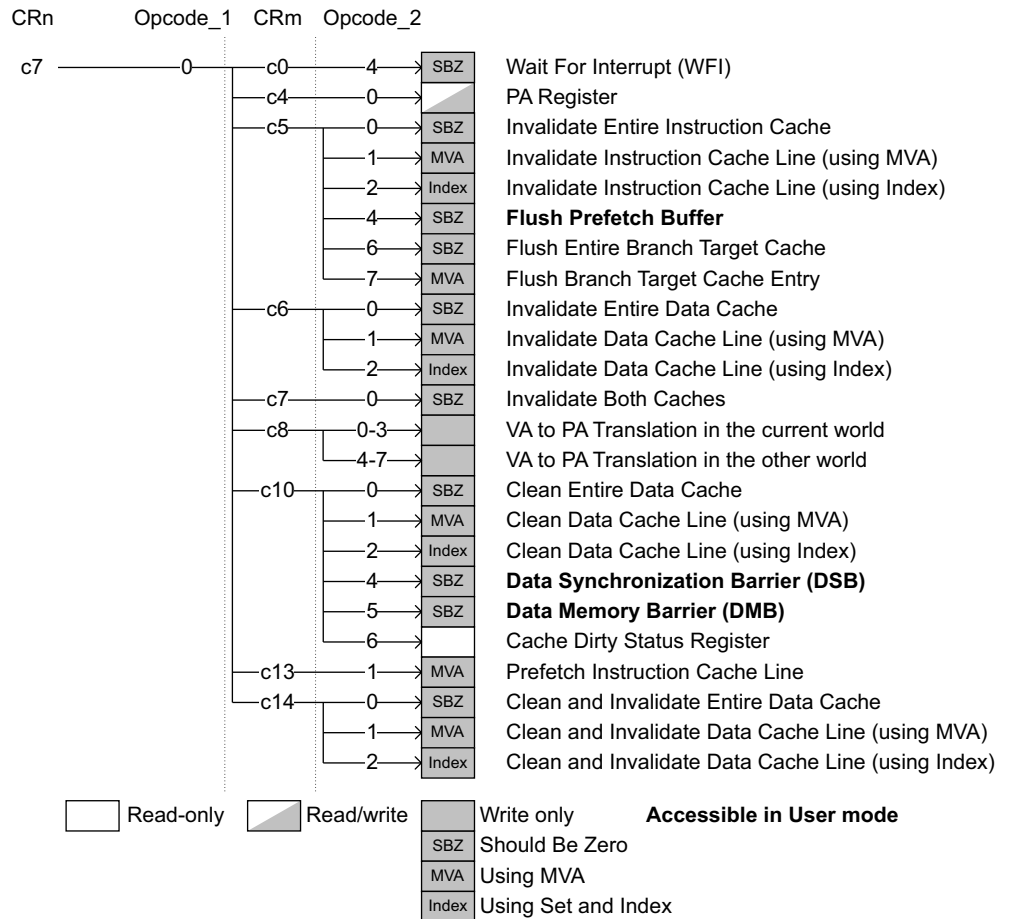 CRn Opcode_1 CRm Opcode_2
c7 0 c0 4 SBZ Wait For Interrupt (WFI)
c4 0 PA Register
c5 0 SBZ Invalidate Entire Instruction Cache
1 MVA Invalidate Instruction Cache Line (using MVA)
2 Index Invalidate Instruction Cache Line (using Index)
4 SBZ Flush Prefetch Buffer
6 SBZ Flush Entire Branch Target Cache
7 MVA Flush Branch Target Cache Entry
c6 0 SBZ Invalidate Entire Data Cache
1 MVA Invalidate Data Cache Line (using MVA)
2 Index Invalidate Data Cache Line (using Index)
c7 0 SBZ Invalidate Both Caches
c8 0-3 VA to PA Translation in the current world
4-7 VA to PA Translation in the other world
c10 0 SBZ Clean Entire Data Cache
1 MVA Clean Data Cache Line (using MVA)
2 Index Clean Data Cache Line (using Index)
4 SBZ Data Synchronization Barrier (DSB)
5 SBZ Data Memory Barrier (DMB)
6 Cache Dirty Status Register
c13 1 MVA Prefetch Instruction Cache Line
c14 0 SBZ Clean and Invalidate Entire Data Cache
1 MVA Clean and Invalidate Data Cache Line (using MVA)
2 Index Clean and Invalidate Data Cache Line (using Index)
Read-only Read/write Write only Accessible in User mode
SBZ Should Be Zero
MVA Using MVA
Index Using Set and Index